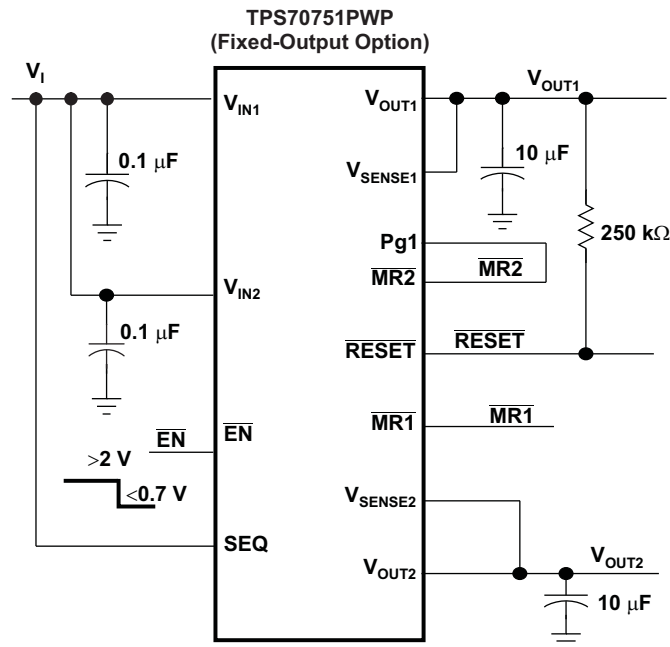 TPS70751PWP
(Fixed-Output Option)
VI
VIN1
VOUT1
VOUT1
0.1 μF
10 μF
VSENSE1
250 kΩ
Pg1
MR2
MR2
VIN2
0.1 μF
RESET
RESET
MR1
MR1
EN
EN
>2 V
<0.7 V
VSENSE2
SEQ
VOUT2
VOUT2
10 μF